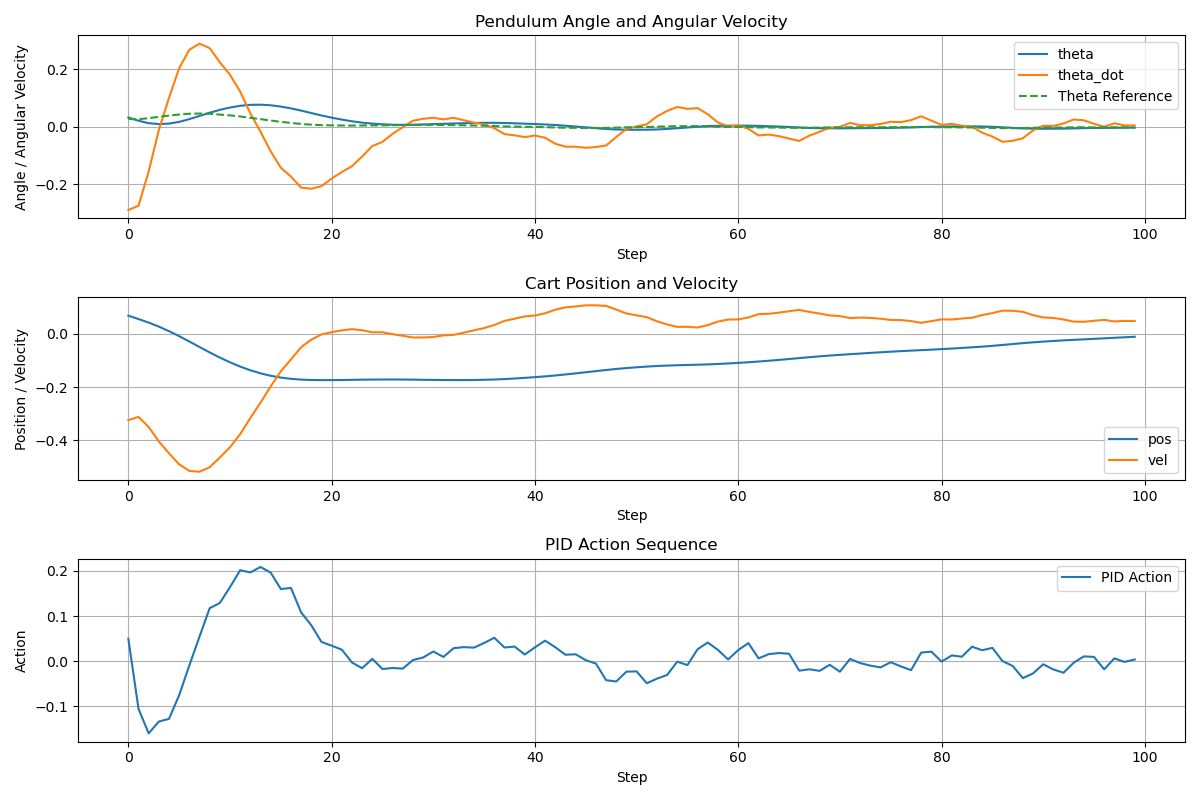 Pendulum Angle and Angular Velocity
Angle / Angular Velocity
0.2
0.0
−0.2
theta
theta_dot
Theta Reference
0 20 40 60 80 100
Step
Cart Position and Velocity
Position / Velocity
0.0
−0.2
−0.4
pos
vel
0 20 40 60 80 100
Step
PID Action Sequence
Action
0.2
0.1
0.0
−0.1
PID Action
0 20 40 60 80 100
Step